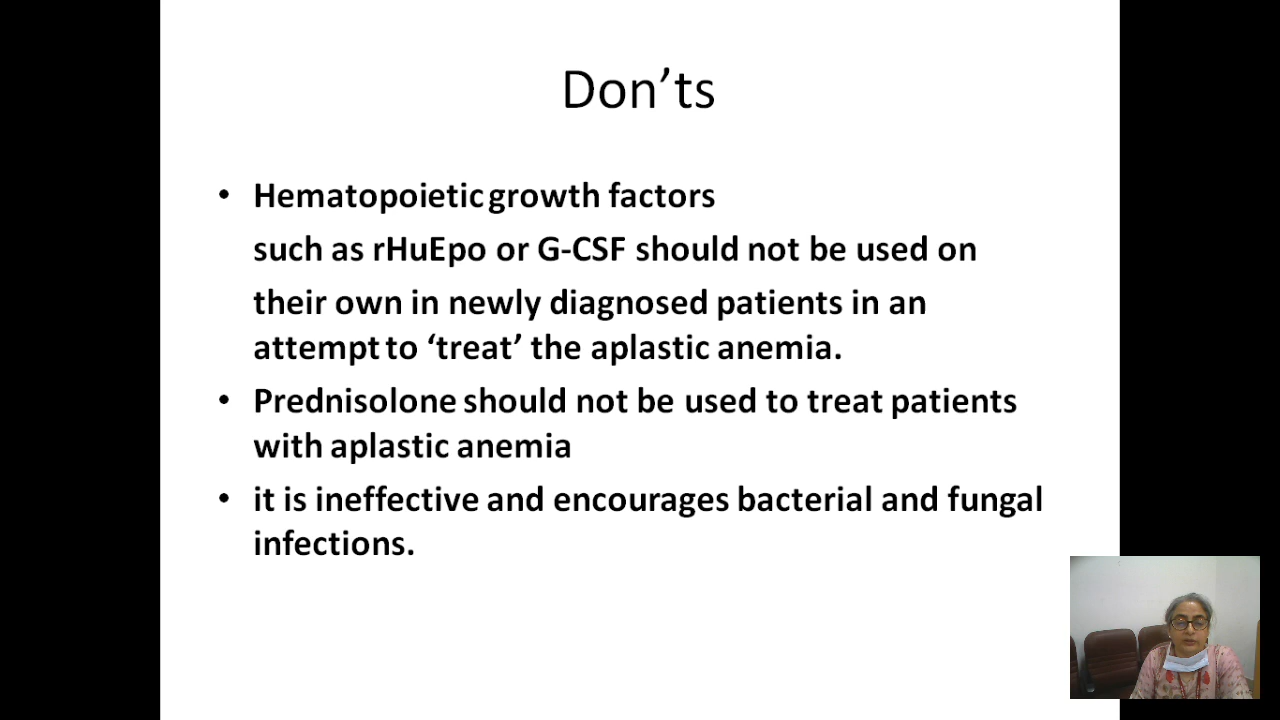 Don’ts
• Hematopoietic growth factors
such as rHuEpo or G-CSF should not be used on
their own in newly diagnosed patients in an
attempt to ‘treat’ the aplastic anemia.
• Prednisolone should not be used to treat patients
with aplastic anemia
• it is ineffective and encourages bacterial and fungal
infections.